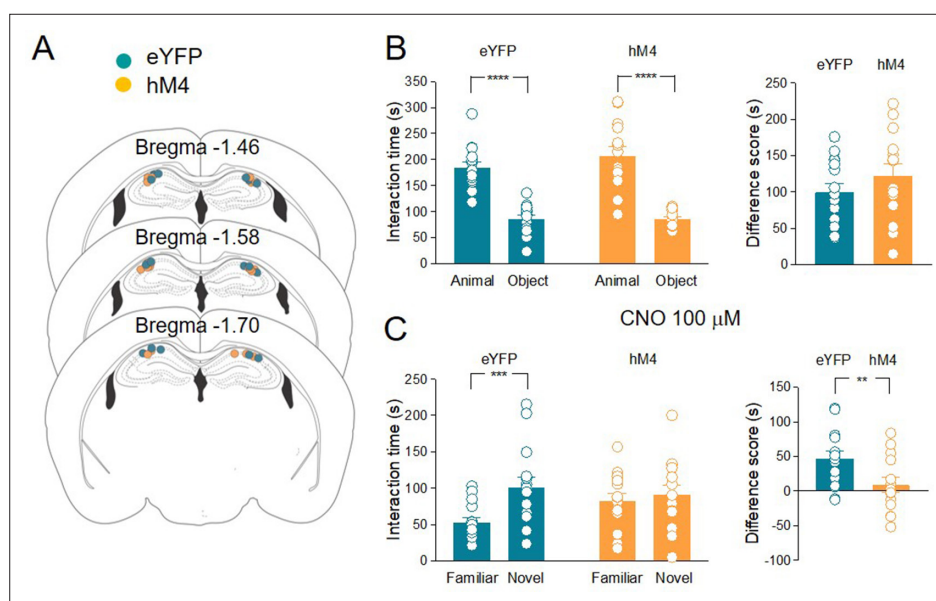 A
eYFP
hM4
Bregma -1.46
Bregma -1.58
Bregma -1.70
B
eYFP
hM4
****
****
Interaction time (s)
350
300
250
200
150
100
50
0
Animal Object
Animal Object
eYFP hM4
Difference score (s)
250
200
150
100
50
0
CNO 100 μM
C
eYFP
hM4
***
Interaction time (s)
250
200
150
100
50
0
Familiar Novel
Familiar Novel
eYFP hM4
**
Difference score (s)
150
100
50
0
-50
-100